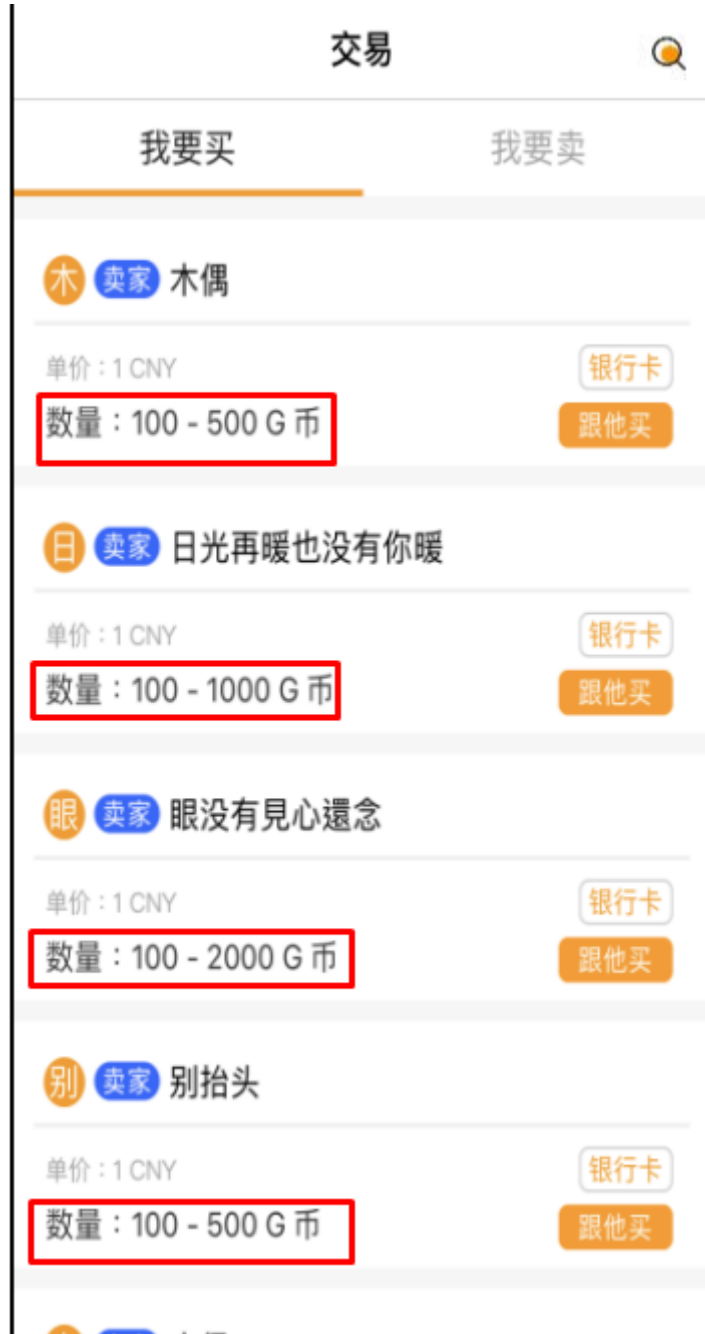 交易
我要买 我要卖
木 卖家 木偶
单价：1 CNY 银行卡
数量：100 - 500 G 币 跟他买
日 卖家 日光再暖也没有你暖
单价：1 CNY 银行卡
数量：100 - 1000 G 币 跟他买
眼 卖家 眼没有見心還念
单价：1 CNY 银行卡
数量：100 - 2000 G 币 跟他买
别 卖家 别抬头
单价：1 CNY 银行卡
数量：100 - 500 G 币 跟他买